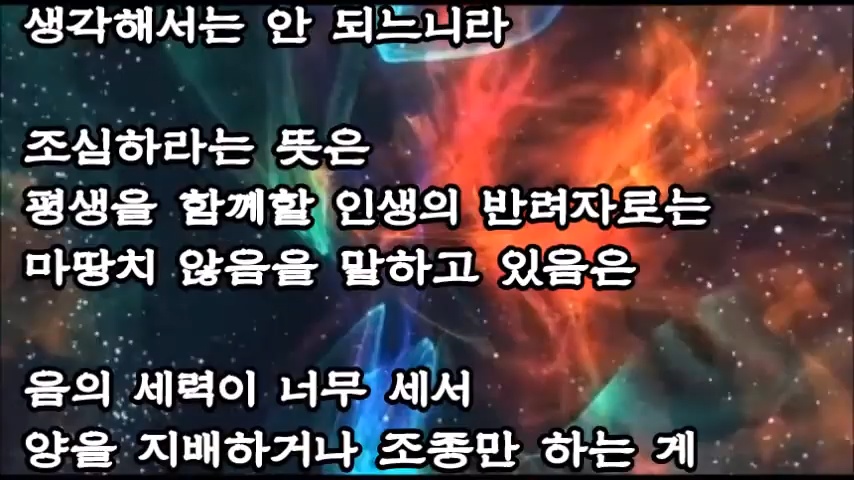 생각해서는 안 되느니라
조심하라는 뜻은
평생을 함께할 인생의 반려자로는
마땅치 않음을 말하고 있음은
음의 세력이 너무 세서
양을 지배하거나 조종만 하는 게